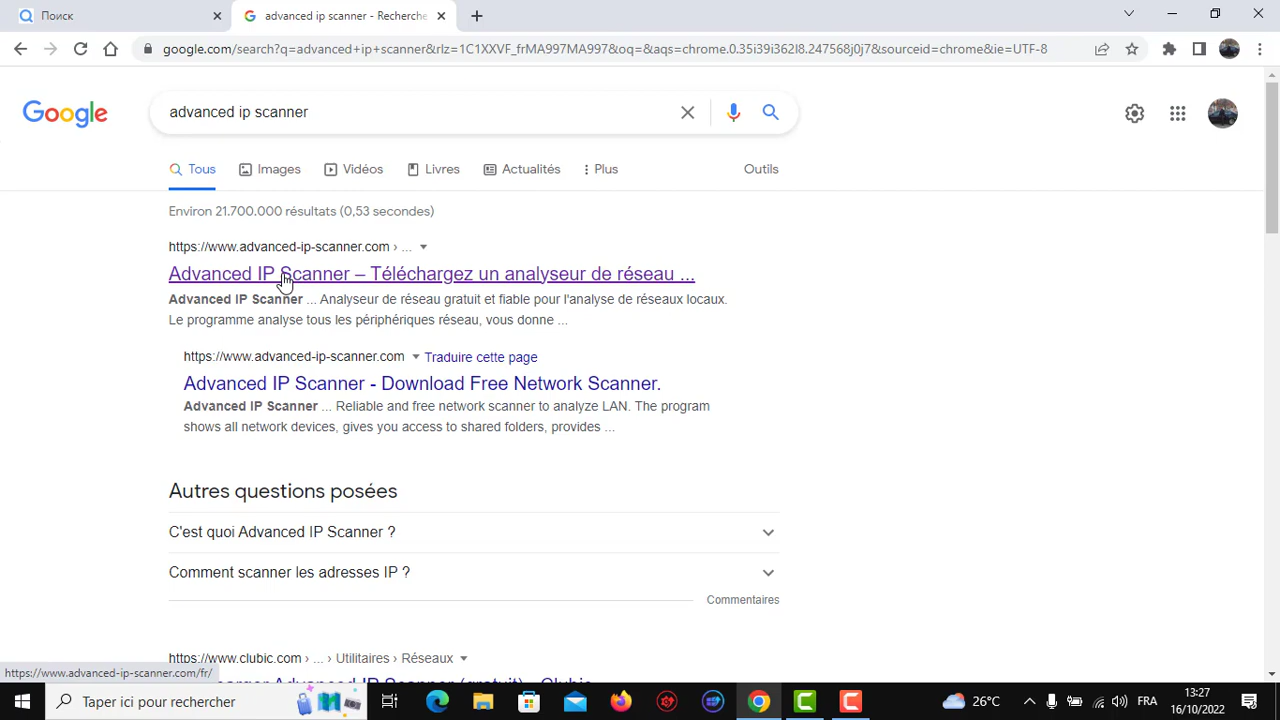 Поиск
advanced ip scanner - Recherche
google.com/search?q=advanced+ip+scanner&rlz=1C1XXVF_frMA997MA997&oq=&aqs=chrome.0.35i39i362l8.247568j0j7&sourceid=chrome&ie=UTF-8
Google
advanced ip scanner
Tous
Images
Vidéos
Livres
Actualités
Plus
Outils
Environ 21.700.000 résultats (0,53 secondes)
https://www.advanced-ip-scanner.com › ...
Advanced IP Scanner – Téléchargez un analyseur de réseau ...
Advanced IP Scanner ... Analyseur de réseau gratuit et fiable pour l'analyse de réseaux locaux.
Le programme analyse tous les périphériques réseau, vous donne ...
https://www.advanced-ip-scanner.com Traduire cette page
Advanced IP Scanner - Download Free Network Scanner.
Advanced IP Scanner ... Reliable and free network scanner to analyze LAN. The program
shows all network devices, gives you access to shared folders, provides ...
Autres questions posées
C'est quoi Advanced IP Scanner ?
Comment scanner les adresses IP ?
Commentaires
https://www.clubic.com › ... › Utilitaires › Réseaux
Advanced IP Scanner (gratuit) - Clubic
https://www.advanced-ip-scanner.com/fr/
Taper ici pour rechercher
26°C
FRA
13:27
16/10/2022